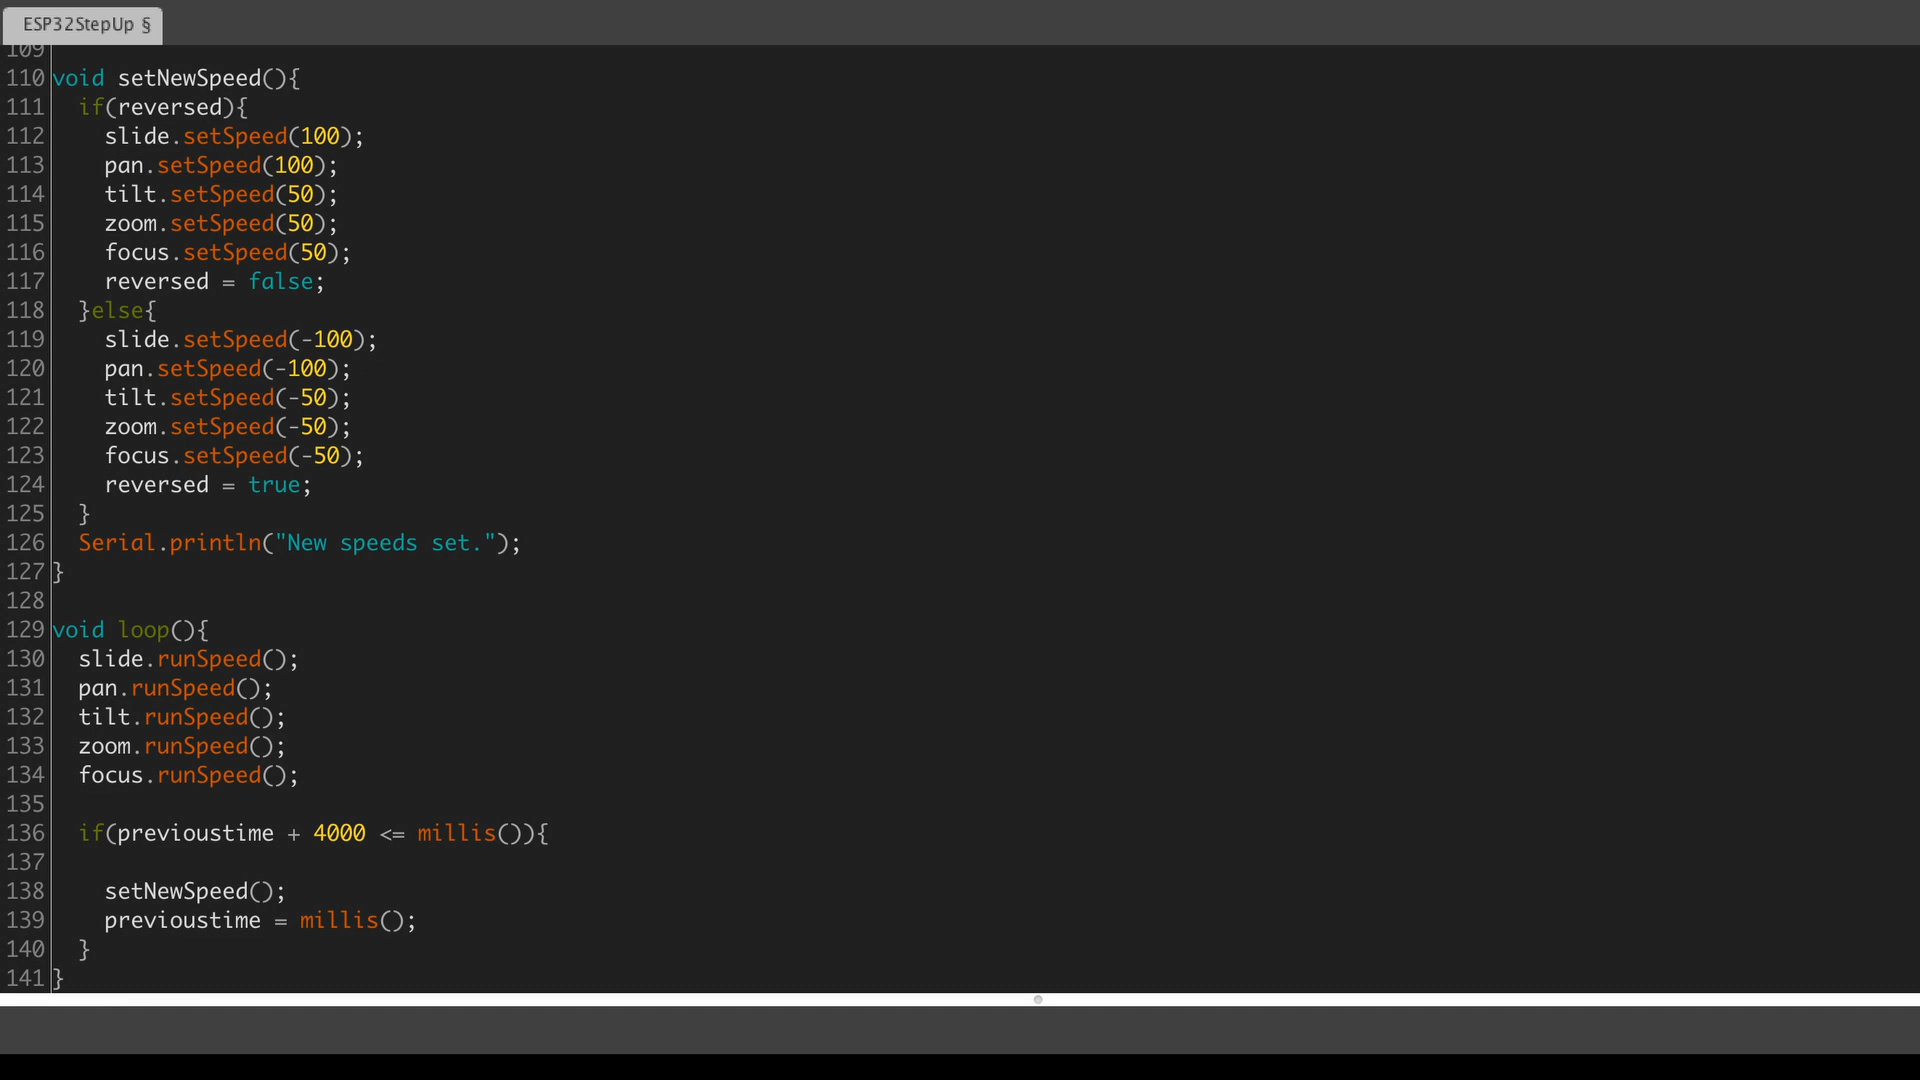 ESP32StepUp §
109
110 void setNewSpeed(){
111   if(reversed){
112     slide.setSpeed(100);
113     pan.setSpeed(100);
114     tilt.setSpeed(50);
115     zoom.setSpeed(50);
116     focus.setSpeed(50);
117     reversed = false;
118   }else{
119     slide.setSpeed(-100);
120     pan.setSpeed(-100);
121     tilt.setSpeed(-50);
122     zoom.setSpeed(-50);
123     focus.setSpeed(-50);
124     reversed = true;
125   }
126   Serial.println("New speeds set.");
127 }
128
129 void loop(){
130   slide.runSpeed();
131   pan.runSpeed();
132   tilt.runSpeed();
133   zoom.runSpeed();
134   focus.runSpeed();
135
136   if(previoustime + 4000 <= millis()){
137
138     setNewSpeed();
139     previoustime = millis();
140   }
141 }